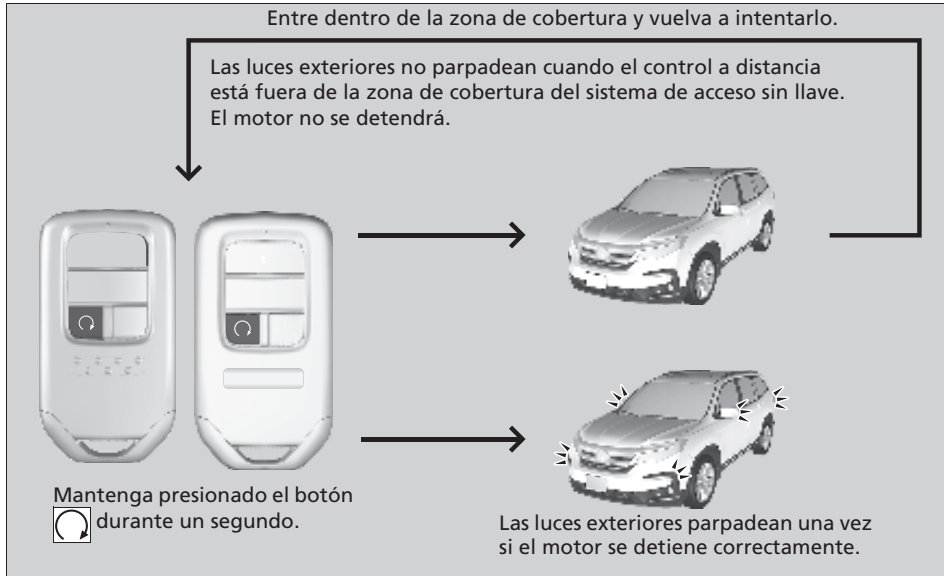 Entre dentro de la zona de cobertura y vuelva a intentarlo.
Las luces exteriores no parpadean cuando el control a distancia
está fuera de la zona de cobertura del sistema de acceso sin llave.
El motor no se detendrá.
Mantenga presionado el botón
durante un segundo.
Las luces exteriores parpadean una vez
si el motor se detiene correctamente.